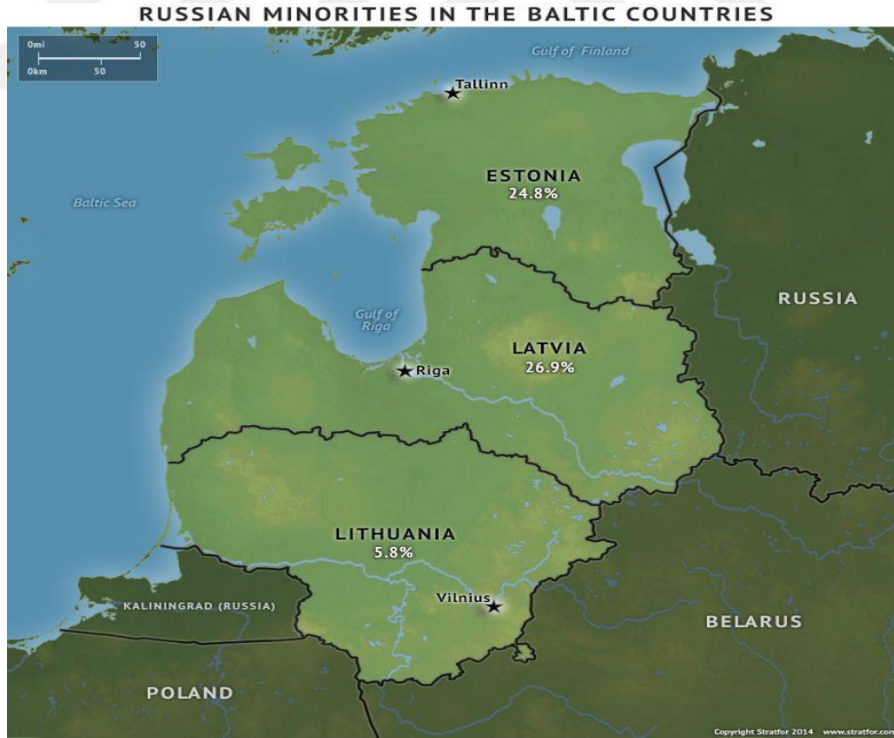 RUSSIAN MINORITIES IN THE BALTIC COUNTRIES
0mi 50
0km 50
Gulf of Finland
Tallinn
ESTONIA
24.8%
Baltic Sea
RUSSIA
Gulf of
Riga
LATVIA
26.9%
Riga
LITHUANIA
5.8%
Vilnius
KALININGRAD (RUSSIA)
BELARUS
POLAND
Copyright Stratfor 2014 www.stratfor.com